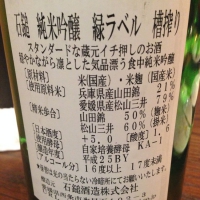 石鎚 純米吟醸 緑ラベル 槽搾り
スタンダードな蔵元イチ押しのお酒
穏やかながら凛とした気品漂う食中純米吟醸
【原材料】 米(国産)・米麹(国産米)
【使用原料米】 兵庫県産山田錦 21%
愛媛県産松山三井 79%
【精米歩合】 山田錦 50% 麹米
松山三井 60%
【日本酒度】 +5.0 【酸度】 1.6
【使用酵母】 自家培養酵母 KA-1
【醸造年度】 平成25BY
【アルコール分】 16度以上17度未満
石鎚酒造株式会社